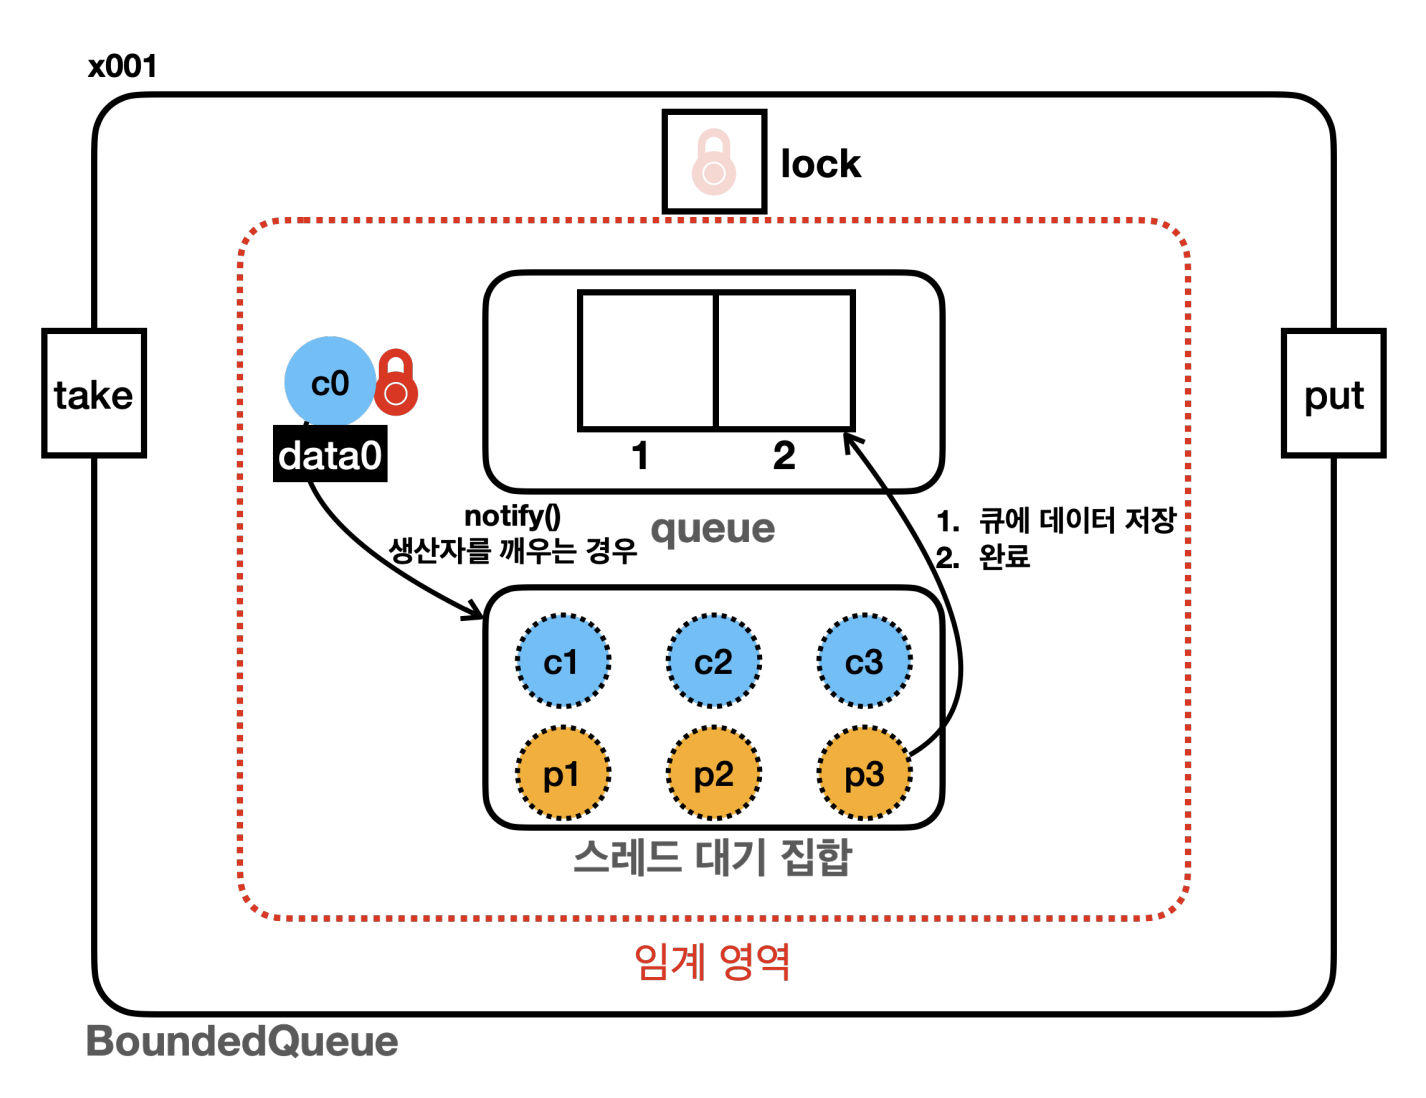 x001
lock
take
c0
data0
put
1
2
notify()
생산자를 깨우는 경우
queue
1. 큐에 데이터 저장
2. 완료
c1
c2
c3
p1
p2
p3
스레드 대기 집합
임계 영역
BoundedQueue